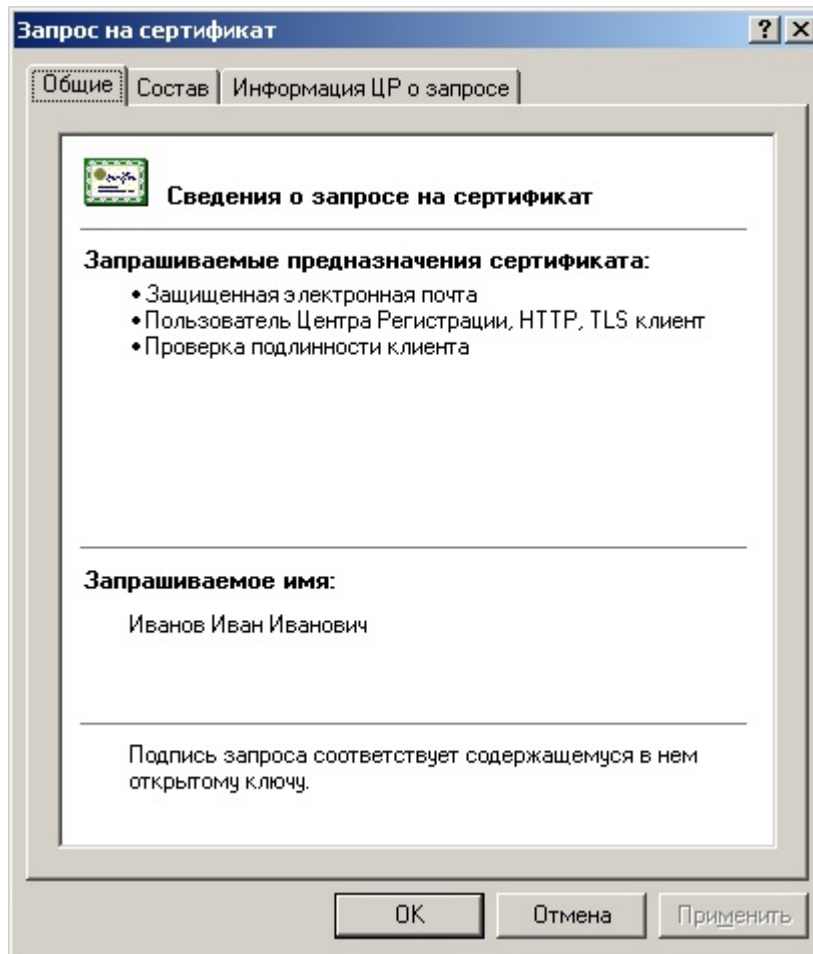 Запрос на сертификат
Общие
Состав
Информация ЦР о запросе
Сведения о запросе на сертификат
Запрашиваемые предназначения сертификата:
• Защищенная электронная почта
• Пользователь Центра Регистрации, HTTP, TLS клиент
• Проверка подлинности клиента
Запрашиваемое имя:
Иванов Иван Иванович
Подпись запроса соответствует содержащемуся в нем
открытому ключу.
OK
Отмена
Применить